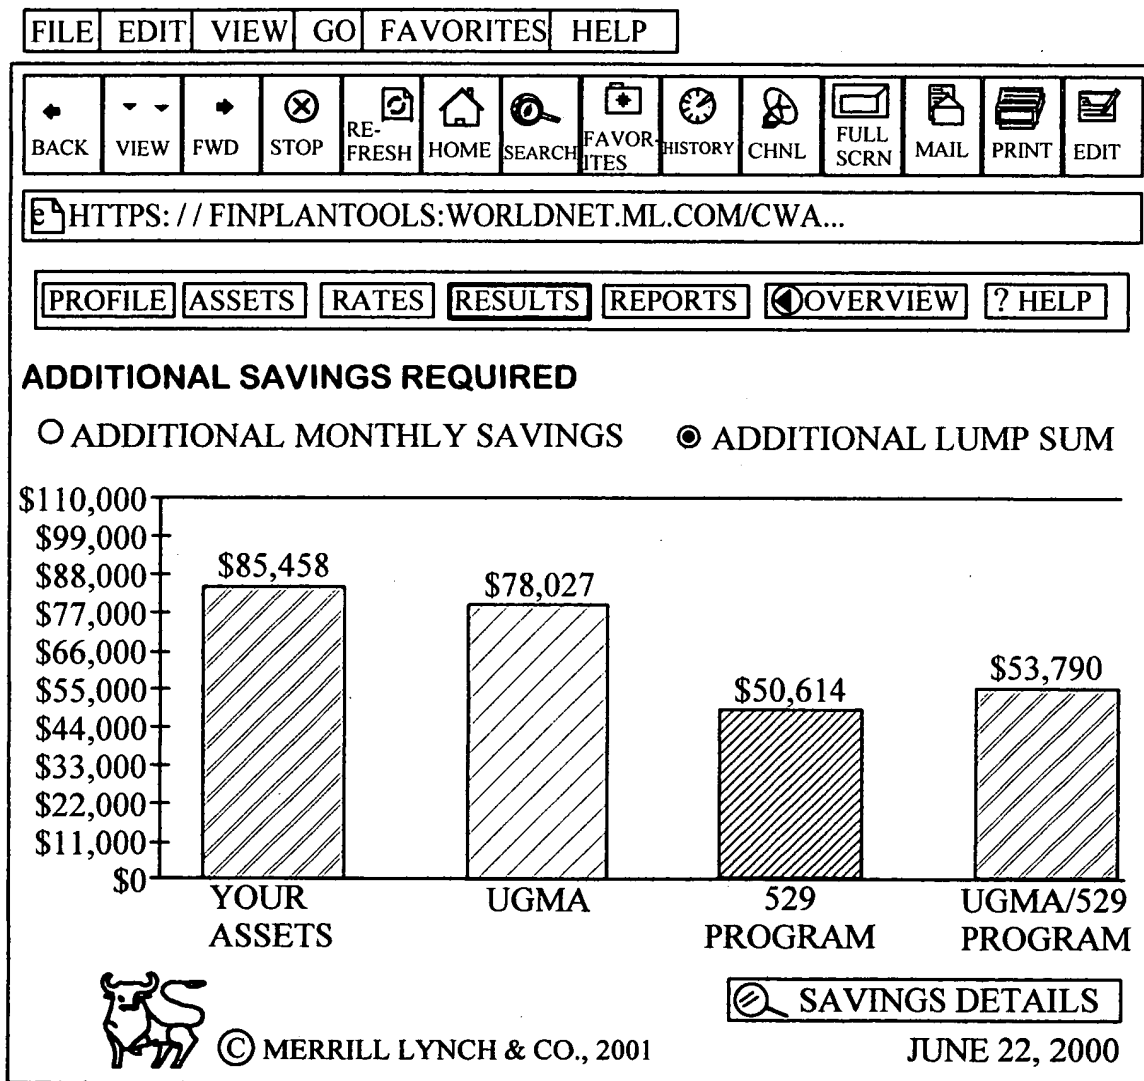 FILE EDIT VIEW GO FAVORITES HELP
BACK VIEW FWD STOP RE-FRESH HOME SEARCH FAVOR-ITES HISTORY CHNL FULL SCRN MAIL PRINT EDIT
HTTPS: // FINPLANTOOLS:WORLDNET.ML.COM/CWA...
PROFILE ASSETS RATES RESULTS REPORTS OVERVIEW ? HELP
ADDITIONAL SAVINGS REQUIRED
ADDITIONAL MONTHLY SAVINGS ADDITIONAL LUMP SUM
$110,000
$99,000
$88,000
$77,000
$66,000
$55,000
$44,000
$33,000
$22,000
$11,000
$0
$85,458
$78,027
$50,614
$53,790
YOUR ASSETS
UGMA
529 PROGRAM
UGMA/529 PROGRAM
SAVINGS DETAILS
© MERRILL LYNCH & CO., 2001
JUNE 22, 2000